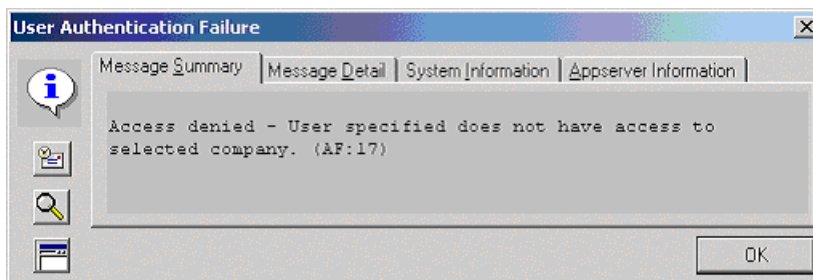 User Authentication Failure
Message Summary Message Detail System Information Appserver Information
Access denied - User specified does not have access to
selected company. (AF:17)
OK